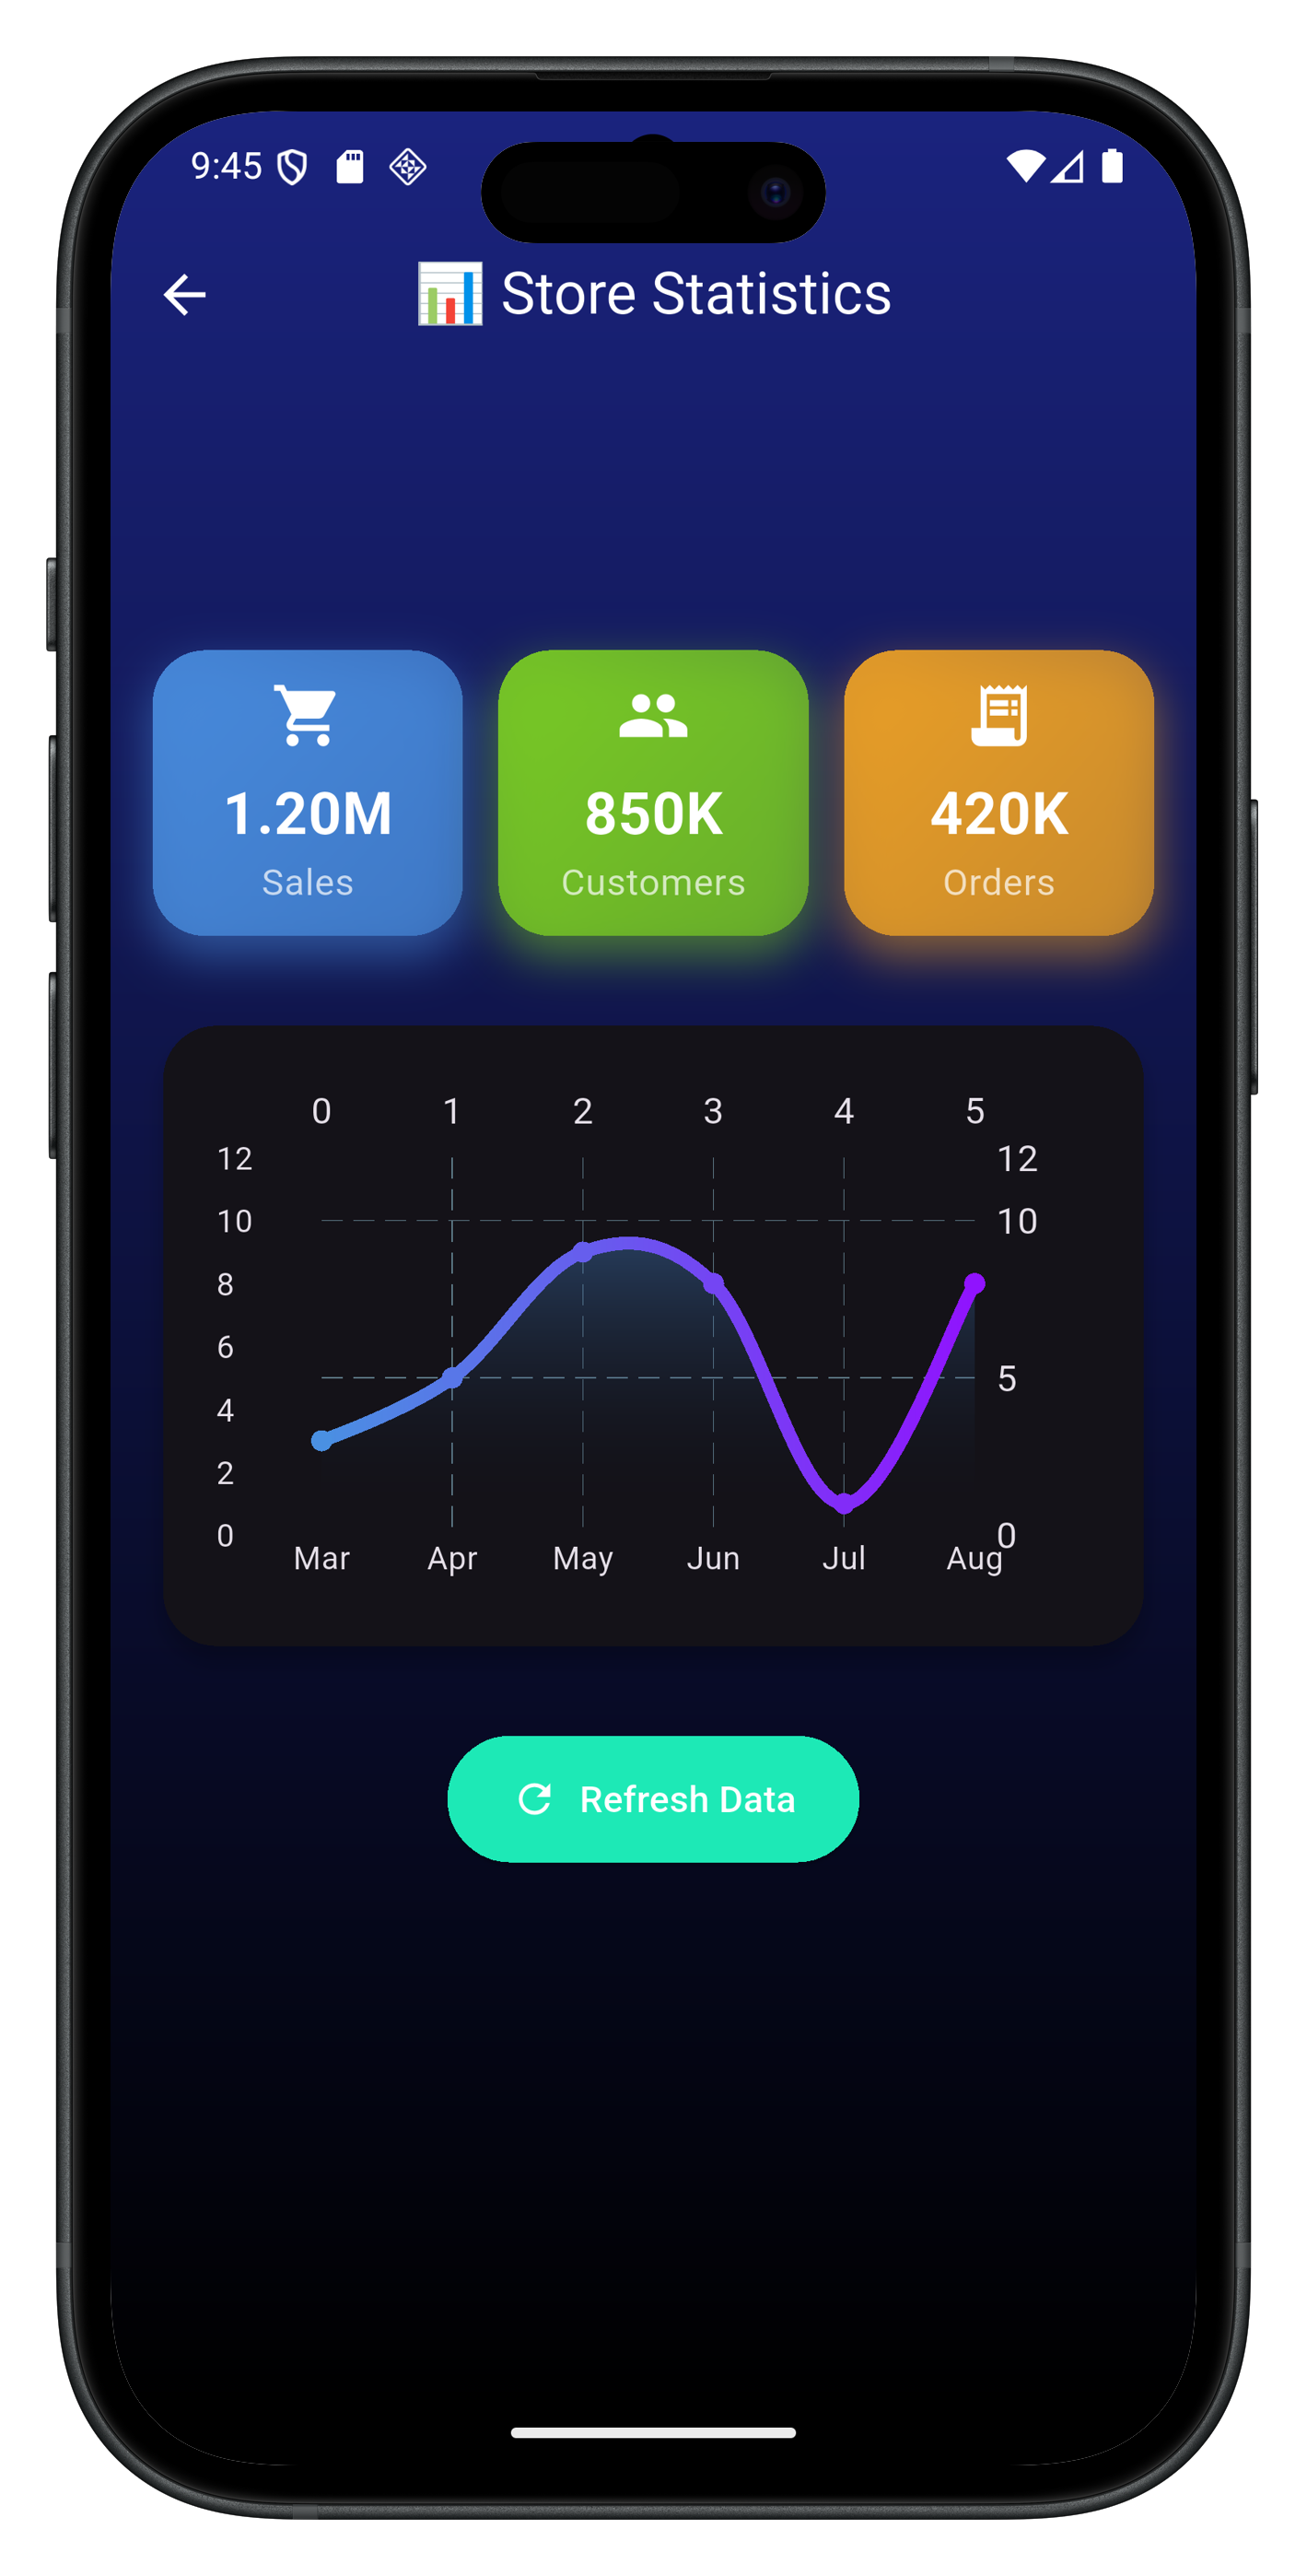 9:45
📊 Store Statistics
1.20M
Sales
850K
Customers
420K
Orders
0 1 2 3 4 5
12 12
10 10
8
6
5
4
2
0 0
Mar Apr May Jun Jul Aug
Refresh Data